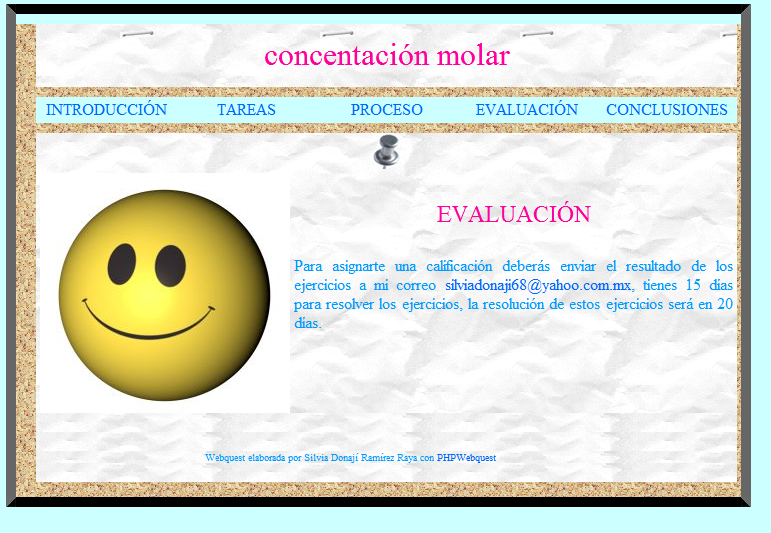 concentación molar
INTRODUCCIÓN TAREAS PROCESO EVALUACIÓN CONCLUSIONES
EVALUACIÓN
Para asignarte una calificación deberás enviar el resultado de los
ejercicios a mi correo silviadonaji68@yahoo.com.mx, tienes 15 días
para resolver los ejercicios, la resolución de estos ejercicios será en 20
días.
Webquest elaborada por Silvia Donají Ramírez Raya con PHPWebquest